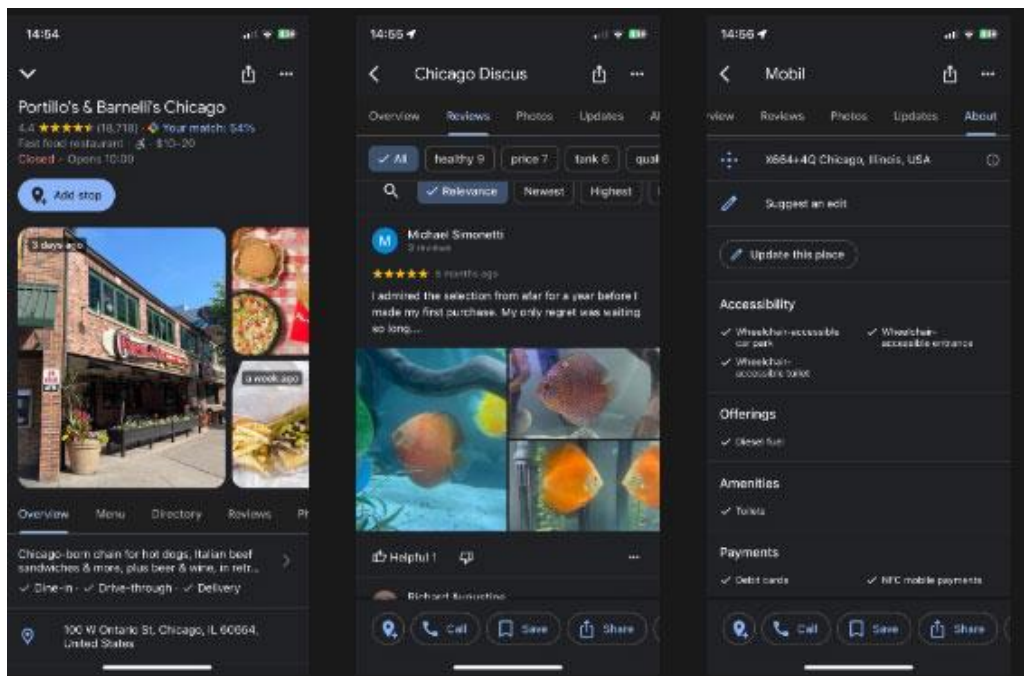 14:54
Portillo's & Barnelli's Chicago
4.4 ★★★★★ (18,718) · Your match: 54%
Fast food restaurant · $10–20
Closed · Opens 10:00
Add stop
3 days ago
a week ago
Overview Menu Directory Reviews Ph
Chicago-born chain for hot dogs, Italian beef
sandwiches & more, plus beer & wine, in retr...
✓ Dine-in · ✓ Drive-through · ✓ Delivery
100 W Ontario St, Chicago, IL 60654,
United States
14:55
Chicago Discus
Overview Reviews Photos Updates A
✓ All healthy 9 price 7 tank 6 qual
✓ Relevance Newest Highest
M Michael Simonetti
3 reviews
★★★★★ months ago
I admired the selection from afar for a year before I
made my first purchase. My only regret was waiting
so long....
Helpful 1
Richard Augustine
Call Save Share
14:56
Mobil
view Reviews Photos Updates About
X664+4Q Chicago, Illinois, USA
Suggest an edit
Update this place
Accessibility
✓ Wheelchair-accessible
car park
✓ Wheelchair-
accessible entrance
✓ Wheelchair-
accessible toilet
Offerings
✓ Diesel fuel
Amenities
✓ Toilets
Payments
✓ Debit cards ✓ NFC mobile payments
Call Save Share